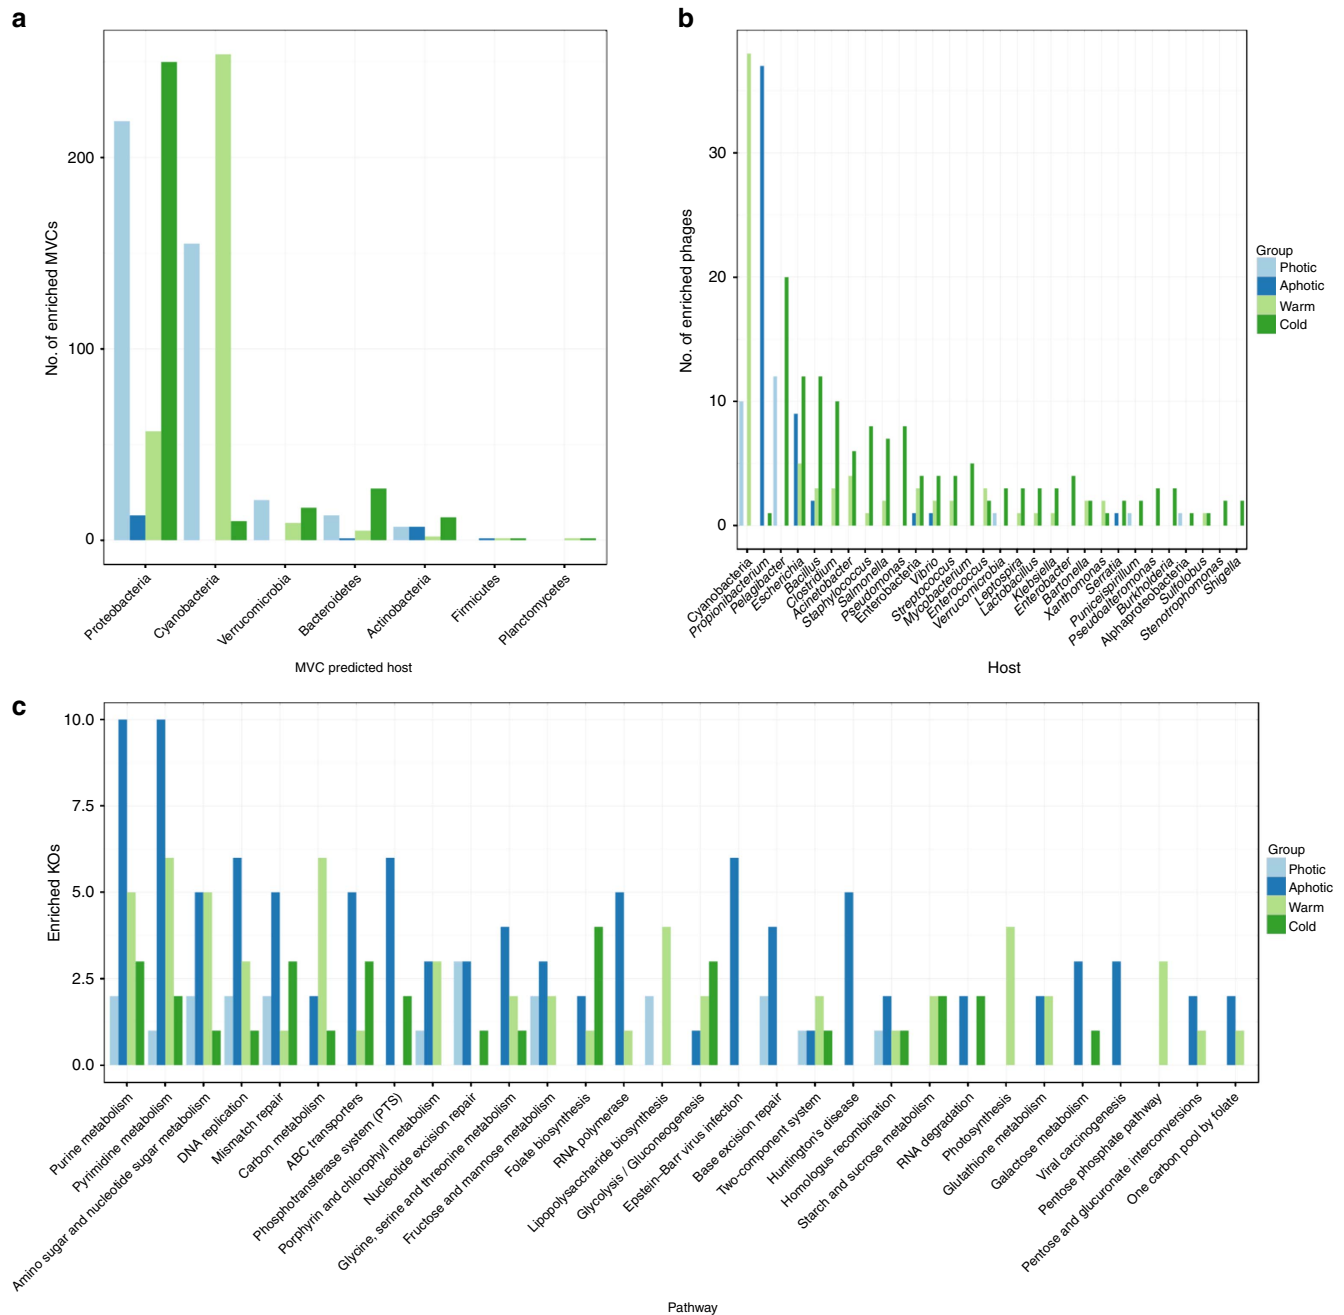 a
No. of enriched MVCs
200
100
0
Proteobacteria
Cyanobacteria
Verrucomicrobia
Bacteroidetes
Actinobacteria
Firmicutes
Planctomycetes
MVC predicted host
b
No. of enriched phages
30
20
10
0
Cyanobacteria
Propionibacterium
Pelagibacter
Escherichia
Bacillus
Clostridium
Acinetobacter
Staphylococcus
Salmonella
Pseudomonas
Enterobacteria
Vibrio
Streptococcus
Mycobacterium
Enterococcus
Verrucomicrobia
Leptospira
Lactobacillus
Klebsiella
Enterobacter
Bartonella
Xanthomonas
Serratia
Puniceispirillum
Pseudoalteromonas
Burkholderia
Alphaproteobacteria
Sulfolobus
Stenotrophomonas
Shigella
Host
Group
Photic
Aphotic
Warm
Cold
c
Enriched KOs
10.0
7.5
5.0
2.5
0.0
Purine metabolism
Pyrimidine metabolism
Amino sugar and nucleotide sugar metabolism
DNA replication
Mismatch repair
Carbon metabolism
ABC transporters
Phosphotransferase system (PTS)
Porphyrin and chlorophyll metabolism
Nucleotide excision repair
Glycine, serine and threonine metabolism
Fructose and mannose metabolism
Folate biosynthesis
RNA polymerase
Lipopolysaccharide biosynthesis
Glycolysis / Gluconeogenesis
Epstein–Barr virus infection
Base excision repair
Two-component system
Huntington's disease
Homologus recombination
Starch and sucrose metabolism
RNA degradation
Photosynthesis
Glutathione metabolism
Galactose metabolism
Viral carcinogenesis
Pentose phosphate pathway
Pentose and glucuronate interconversions
One carbon pool by folate
Pathway
Group
Photic
Aphotic
Warm
Cold